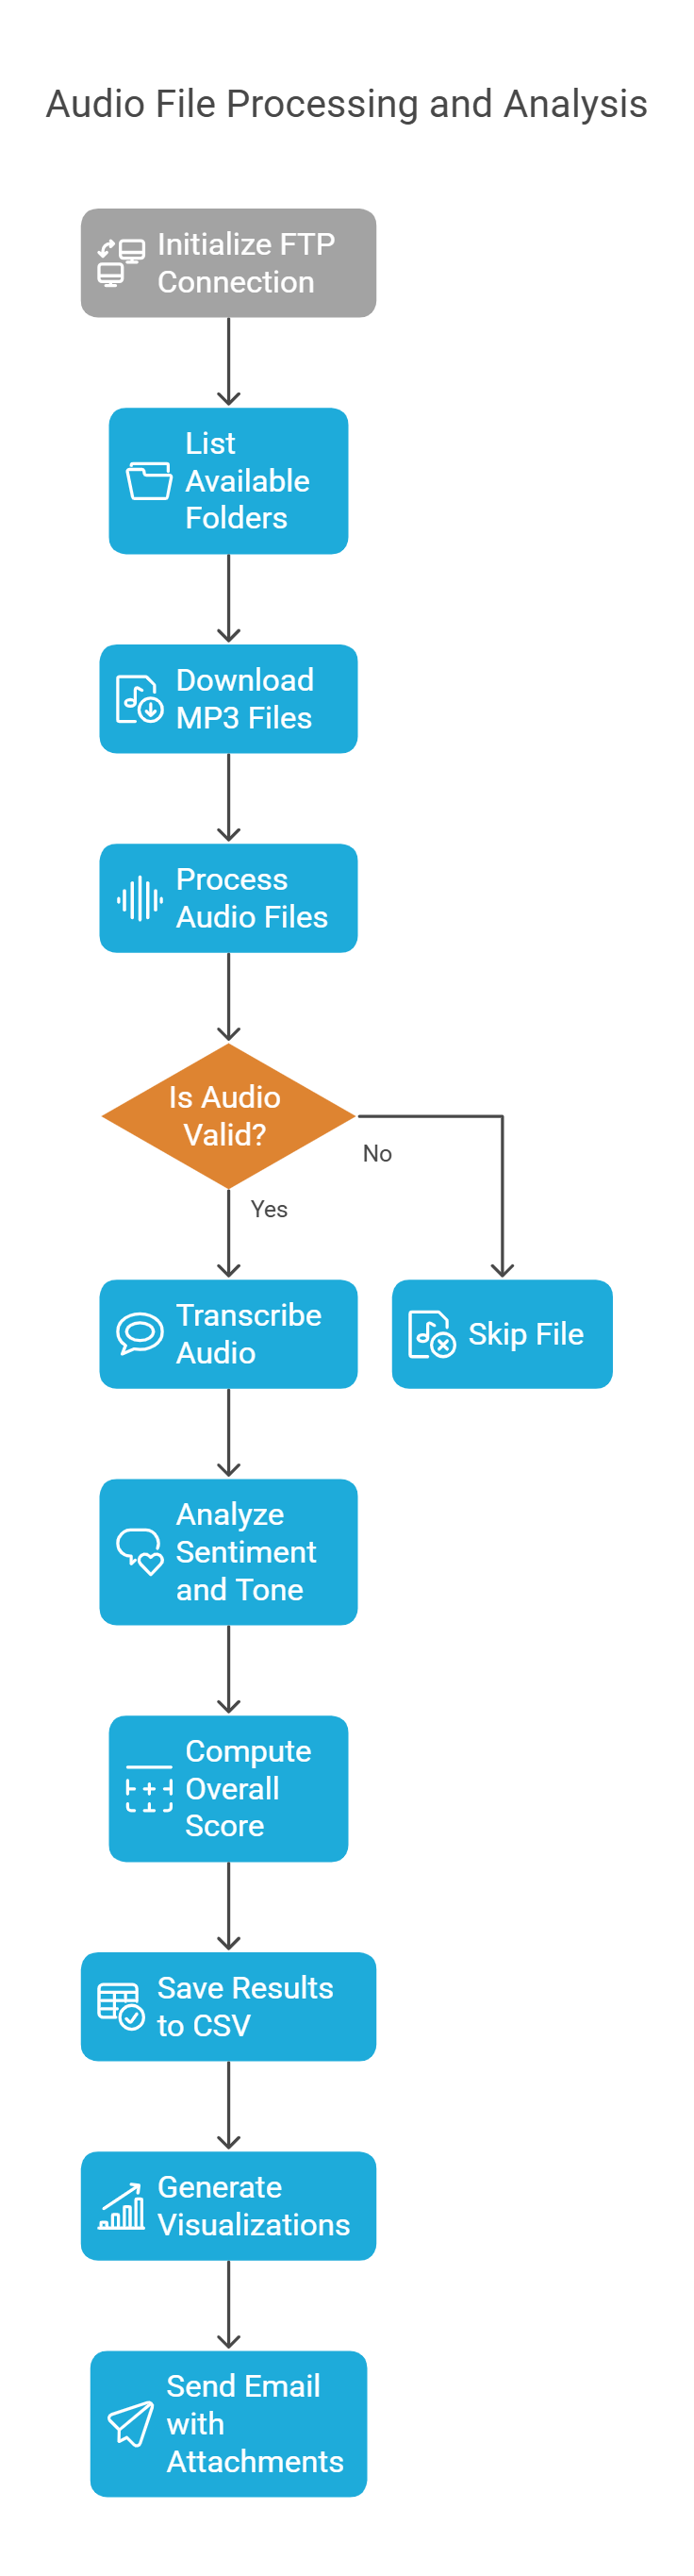 Audio File Processing and Analysis
Initialize FTP
Connection
List
Available
Folders
Download
MP3 Files
Process
Audio Files
Is Audio
Valid?
No
Yes
Transcribe
Audio
Skip File
Analyze
Sentiment
and Tone
Compute
Overall
Score
Save Results
to CSV
Generate
Visualizations
Send Email
with
Attachments